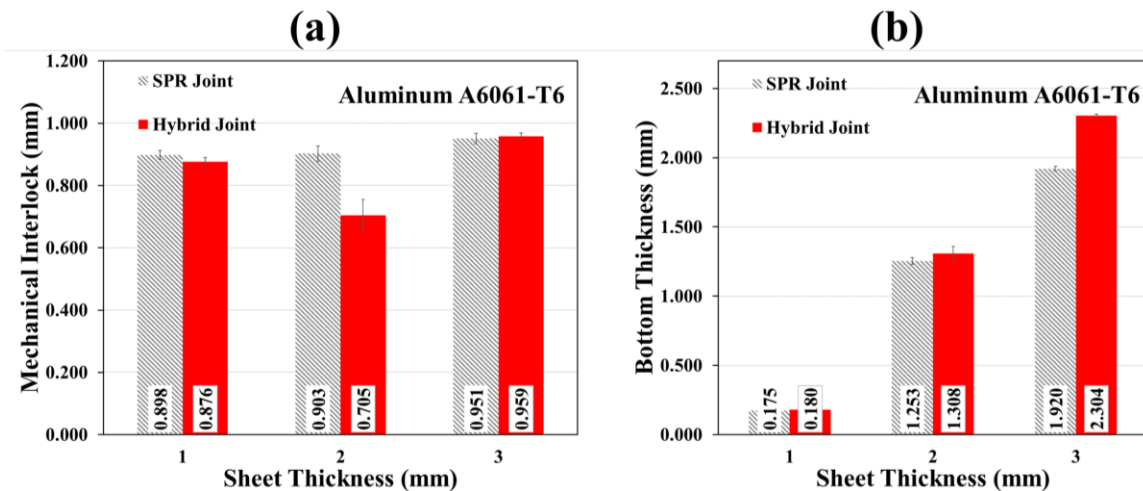 (a)
1.200
1.000
0.800
0.600
0.400
0.200
0.000
Mechanical Interlock (mm)
SPR Joint
Hybrid Joint
Aluminum A6061-T6
0.898
0.876
0.903
0.705
0.951
0.959
1
2
3
Sheet Thickness (mm)
(b)
2.500
2.000
1.500
1.000
0.500
0.000
Bottom Thickness (mm)
SPR Joint
Hybrid Joint
Aluminum A6061-T6
0.175
0.180
1.253
1.308
1.920
2.304
1
2
3
Sheet Thickness (mm)